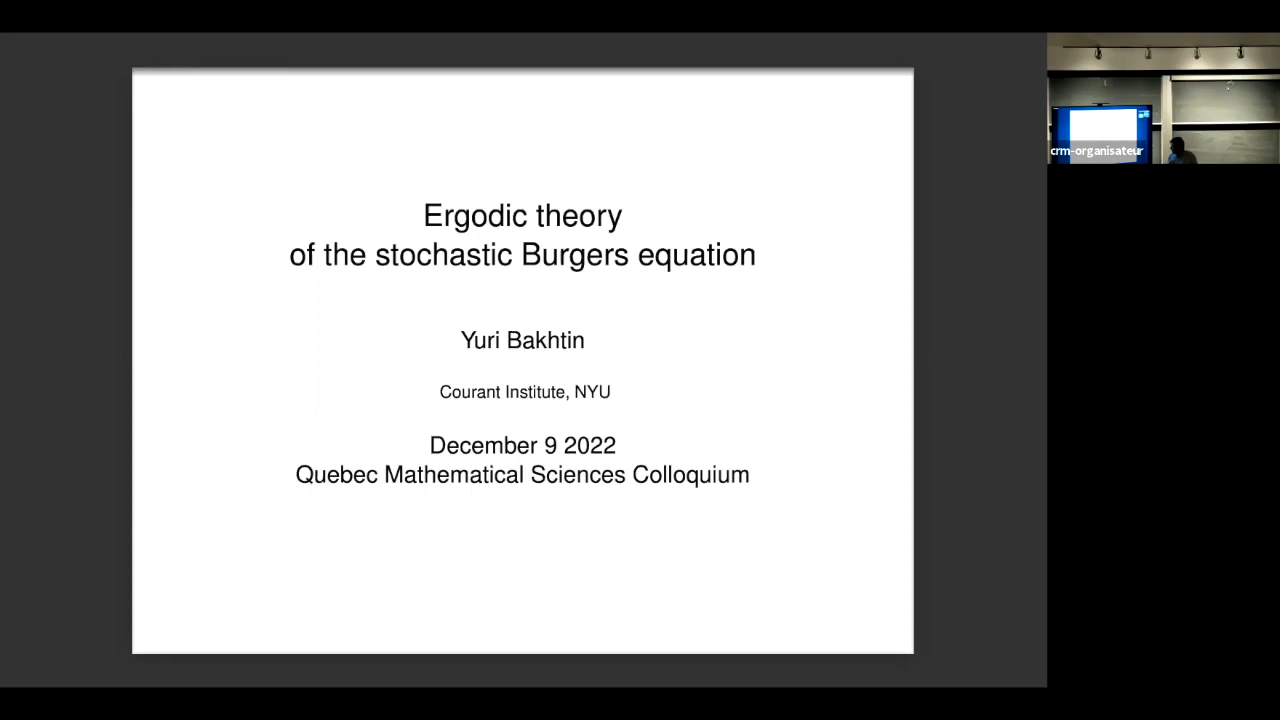 Ergodic theory
of the stochastic Burgers equation
Yuri Bakhtin
Courant Institute, NYU
December 9 2022
Quebec Mathematical Sciences Colloquium
crm-organisateur